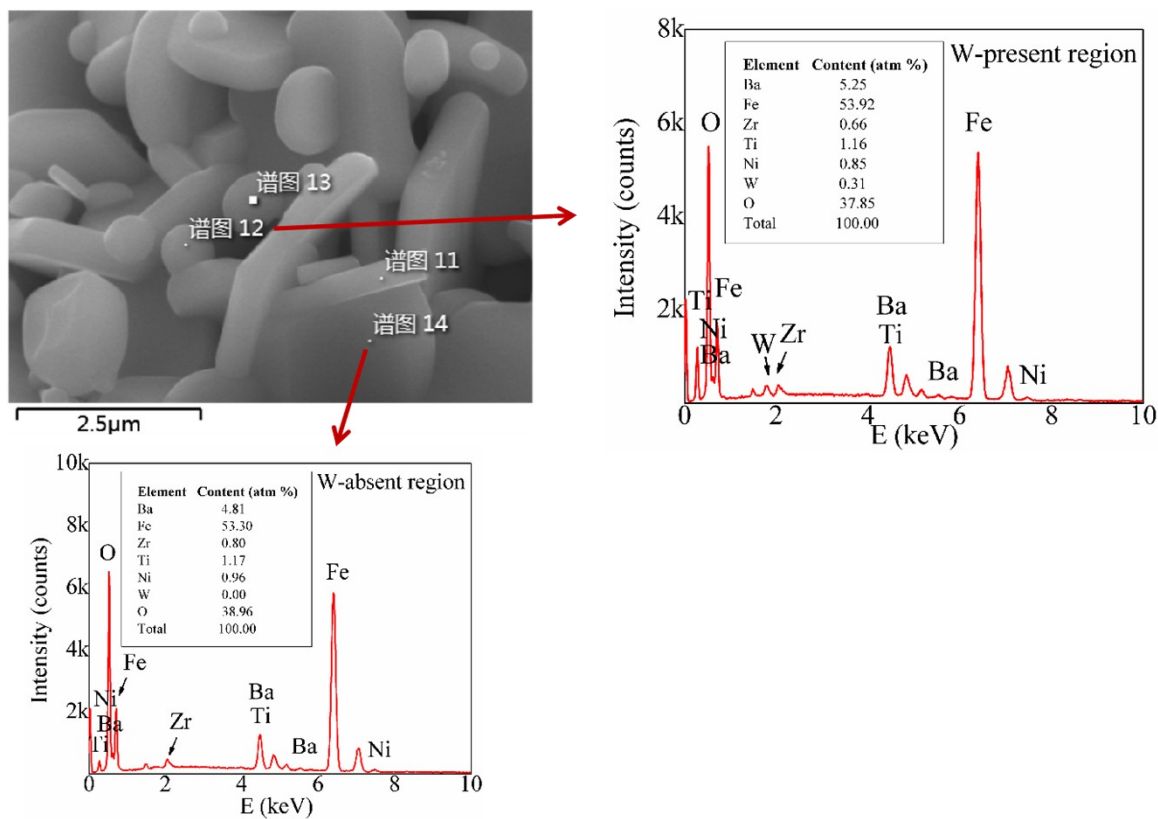 谱图 13
谱图 12
谱图 11
谱图 14
2.5μm
8k
6k
4k
2k
Intensity (counts)
W-present region
Element Content (atm %)
Ba 5.25
Fe 53.92
Zr 0.66
Ti 1.16
Ni 0.85
W 0.31
O 37.85
Total 100.00
O
Fe
Ti
Fe
Ni
Ba
W
Zr
Ba
Ti
Ba
Ni
0 2 4 6 8 10
E (keV)
10k
8k
6k
4k
2k
Intensity (counts)
W-absent region
Element Content (atm %)
Ba 4.81
Fe 53.30
Zr 0.80
Ti 1.17
Ni 0.96
W 0.00
O 38.96
Total 100.00
O
Fe
Fe
Ni
Ba
Ti
Zr
Ba
Ti
Ba
Ni
0 2 4 6 8 10
E (keV)